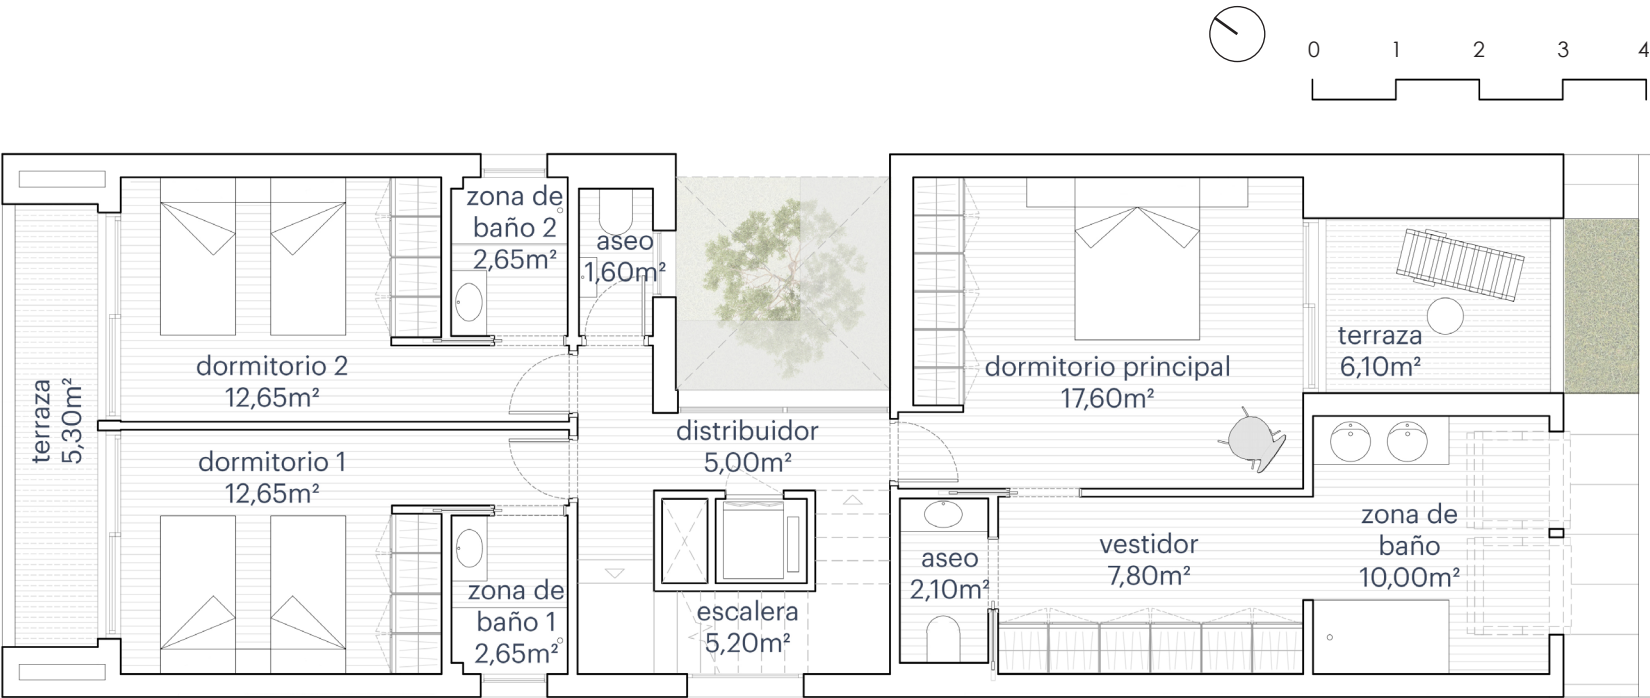 0 1 2 3 4
zona de
baño 2
2,65m²
aseo
1,60m²
dormitorio 2
12,65m²
terraza
5,30m²
dormitorio 1
12,65m²
zona de
baño 1
2,65m²
distribuidor
5,00m²
escalera
5,20m²
dormitorio principal
17,60m²
terraza
6,10m²
aseo
2,10m²
vestidor
7,80m²
zona de
baño
10,00m²